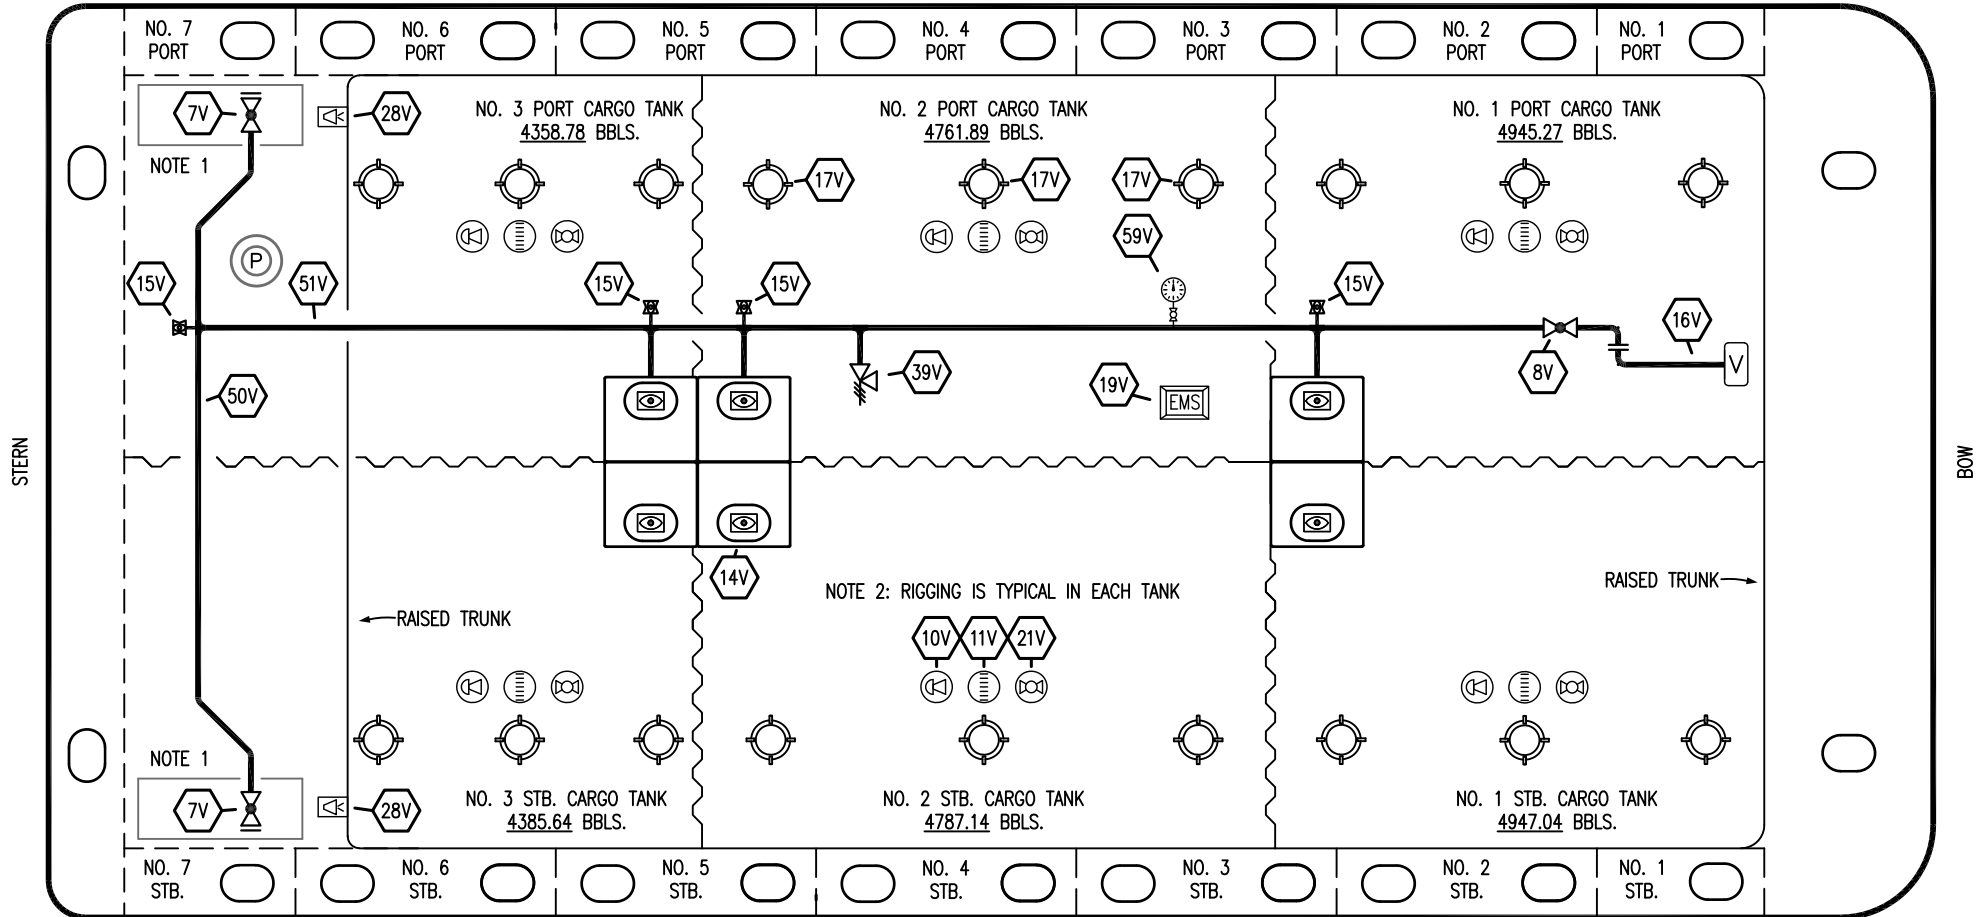 NO. 7
PORT
NO. 6
PORT
NO. 5
PORT
NO. 4
PORT
NO. 3
PORT
NO. 2
PORT
NO. 1
PORT
7V
28V
NO. 3 PORT CARGO TANK
4358.78 BBLS.
NO. 2 PORT CARGO TANK
4761.89 BBLS.
NO. 1 PORT CARGO TANK
4945.27 BBLS.
NOTE 1
17V
17V
17V
59V
P
15V
51V
15V
15V
15V
16V
39V
8V
V
50V
19V
EMS
STERN
BOW
14V
NOTE 2: RIGGING IS TYPICAL IN EACH TANK
RAISED TRUNK
RAISED TRUNK
10V
11V
21V
NOTE 1
7V
28V
NO. 3 STB. CARGO TANK
4385.64 BBLS.
NO. 2 STB. CARGO TANK
4787.14 BBLS.
NO. 1 STB. CARGO TANK
4947.04 BBLS.
NO. 7
STB.
NO. 6
STB.
NO. 5
STB.
NO. 4
STB.
NO. 3
STB.
NO. 2
STB.
NO. 1
STB.